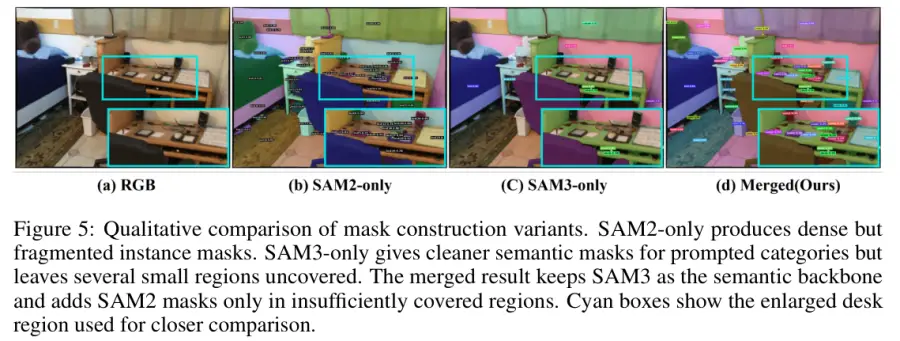 (a) RGB
(b) SAM2-only
(C) SAM3-only
(d) Merged(Ours)
Figure 5: Qualitative comparison of mask construction variants. SAM2-only produces dense but
fragmented instance masks. SAM3-only gives cleaner semantic masks for prompted categories but
leaves several small regions uncovered. The merged result keeps SAM3 as the semantic backbone
and adds SAM2 masks only in insufficiently covered regions. Cyan boxes show the enlarged desk
region used for closer comparison.